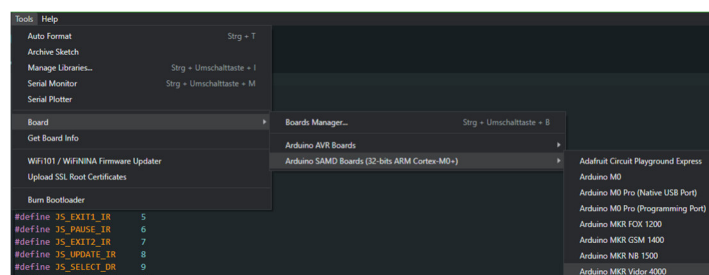 Tools Help
Auto Format Strg + T
Archive Sketch
Manage Libraries... Strg + Umschalttaste + I
Serial Monitor Strg + Umschalttaste + M
Serial Plotter
Board
Get Board Info
WiFi101 / WiFiNINA Firmware Updater
Upload SSL Root Certificates
Burn Bootloader
Boards Manager... Strg + Umschalttaste + B
Arduino AVR Boards
Arduino SAMD Boards (32-bits ARM Cortex-M0+)
Adafruit Circuit Playground Express
Arduino M0
Arduino M0 Pro (Native USB Port)
Arduino M0 Pro (Programming Port)
Arduino MKR FOX 1200
Arduino MKR GSM 1400
Arduino MKR NB 1500
Arduino MKR Vidor 4000
#define JS_EXIT1_IR 5
#define JS_PAUSE_IR 6
#define JS_EXIT2_IR 7
#define JS_UPDATE_IR 8
#define JS_SELECT_DR 9